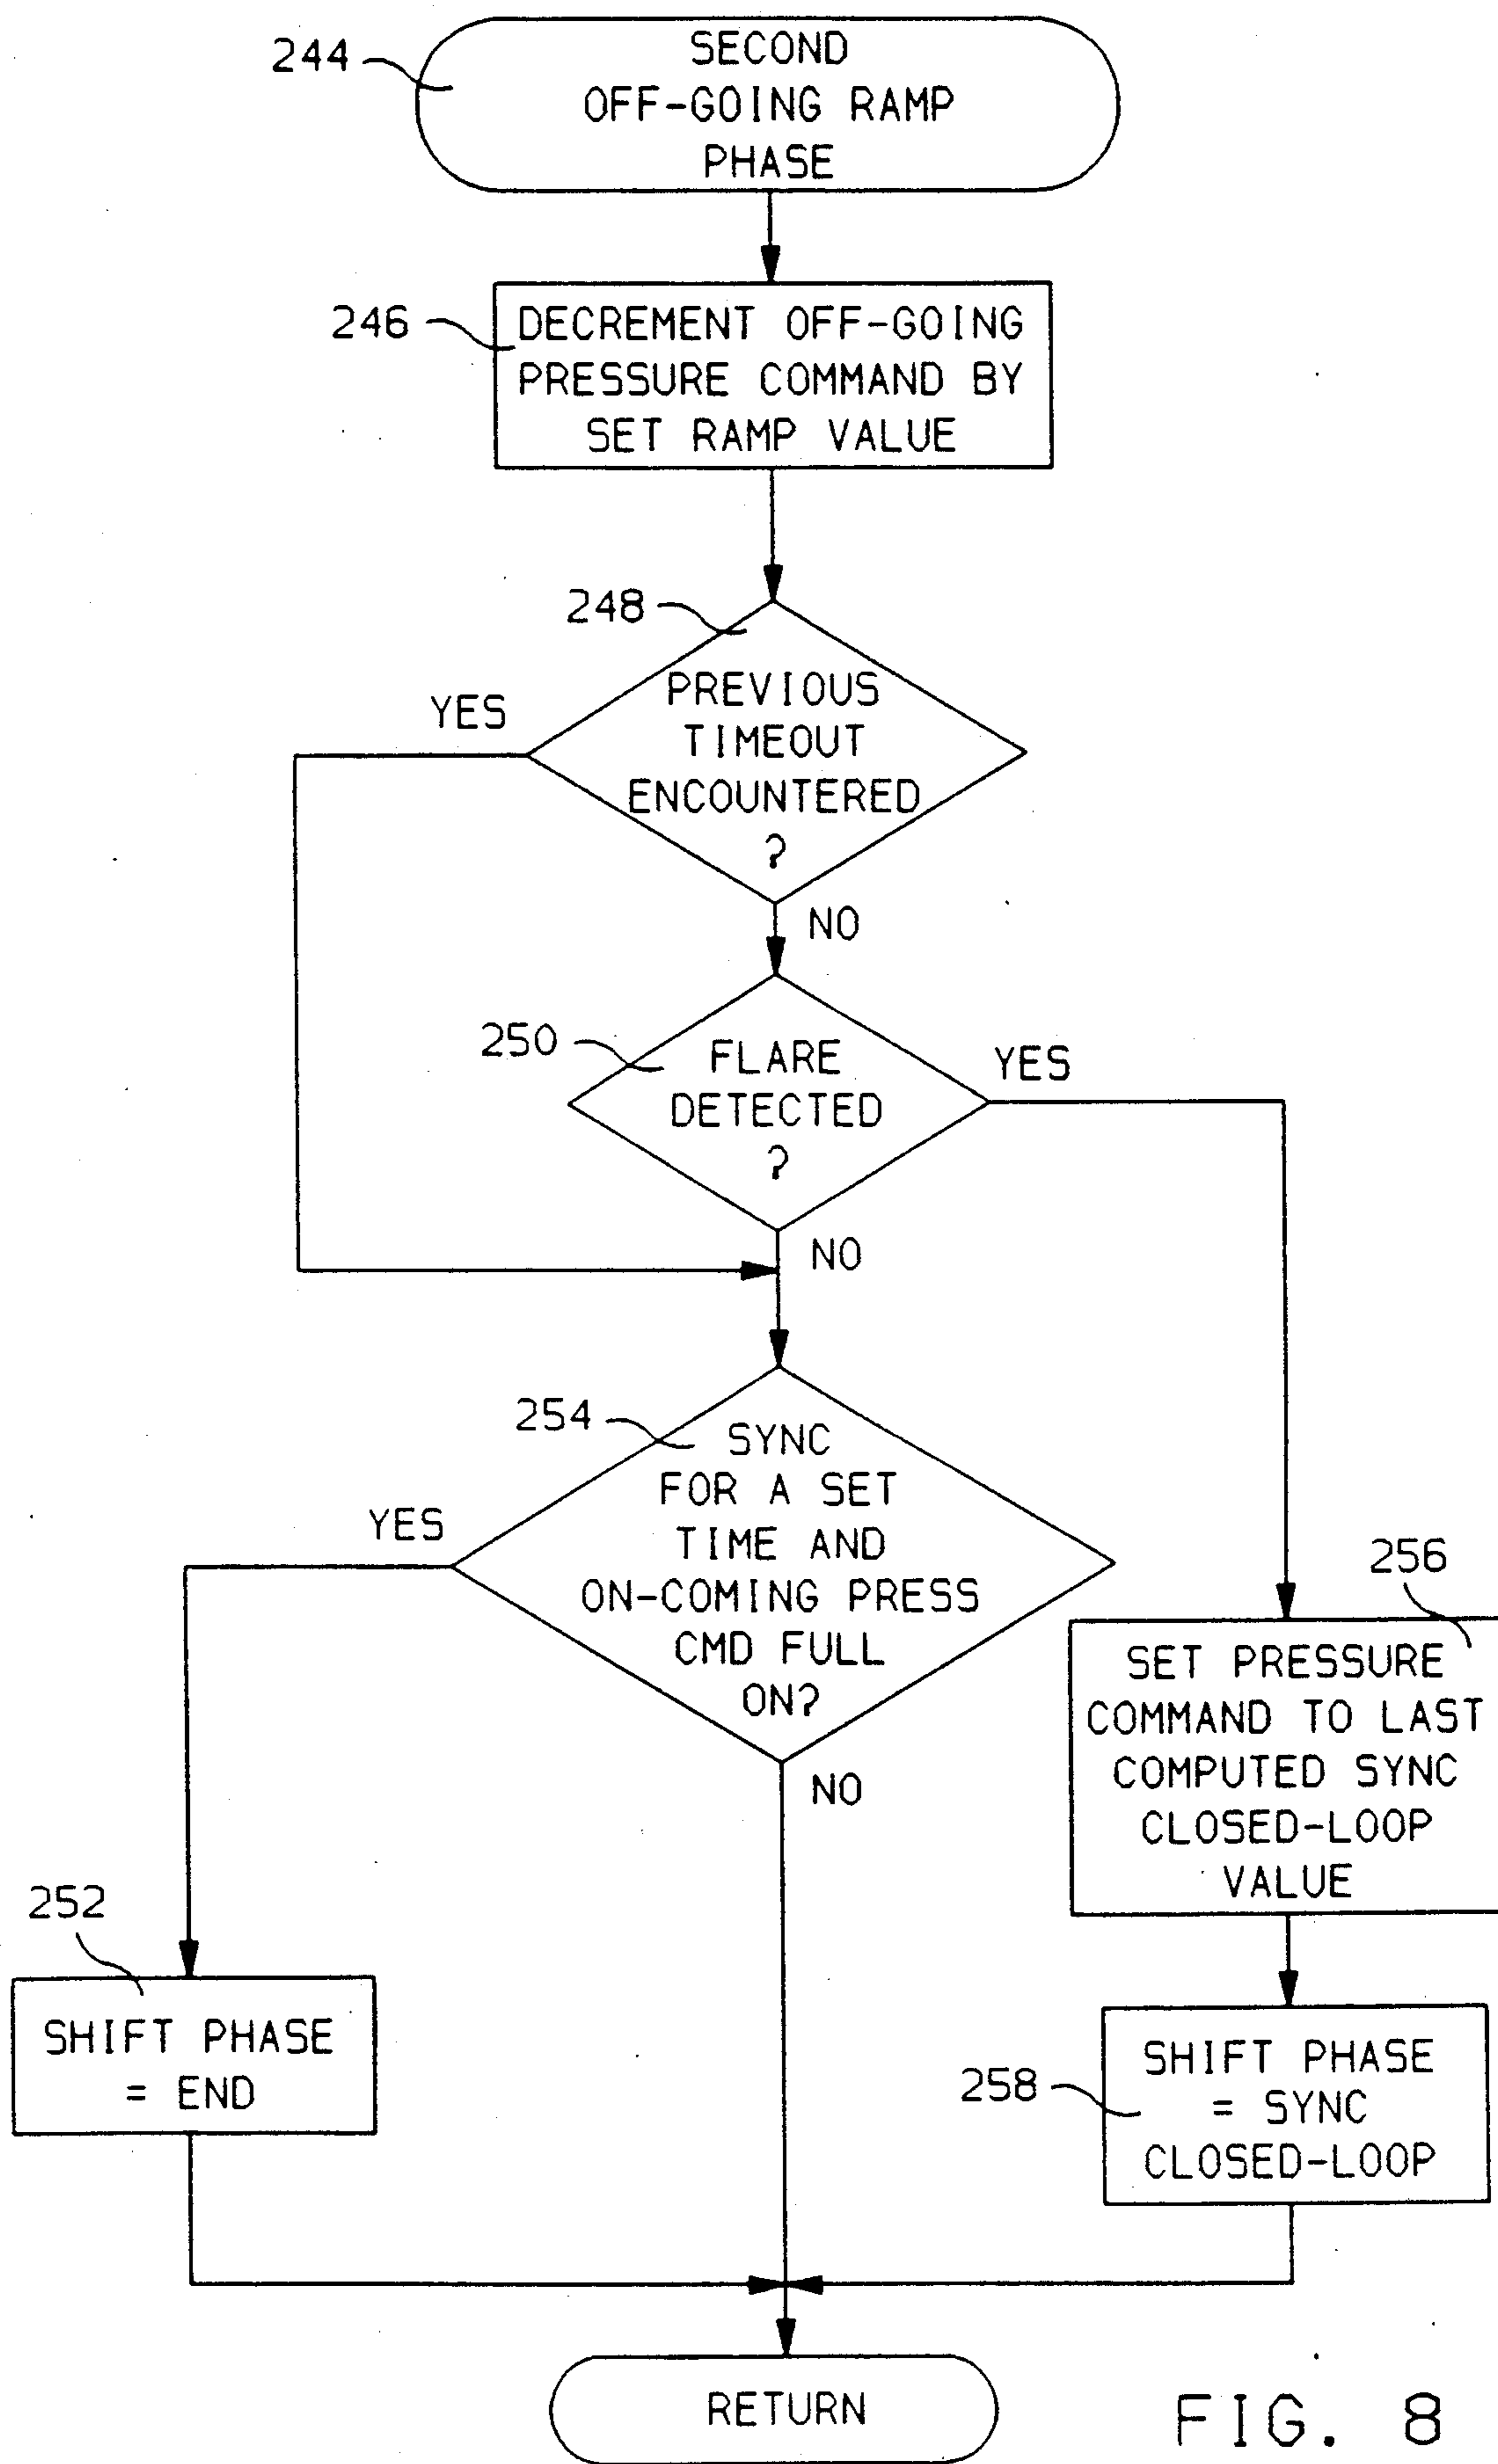 244
SECOND
OFF-GOING RAMP
PHASE
246
DECREMENT OFF-GOING
PRESSURE COMMAND BY
SET RAMP VALUE
248
PREVIOUS
TIMEOUT
ENCOUNTERED
?
YES
NO
250
FLARE
DETECTED
?
YES
NO
254
SYNC
FOR A SET
TIME AND
ON-COMING PRESS
CMD FULL
ON?
YES
NO
256
SET PRESSURE
COMMAND TO LAST
COMPUTED SYNC
CLOSED-LOOP
VALUE
252
SHIFT PHASE
= END
258
SHIFT PHASE
= SYNC
CLOSED-LOOP
RETURN
FIG. 8